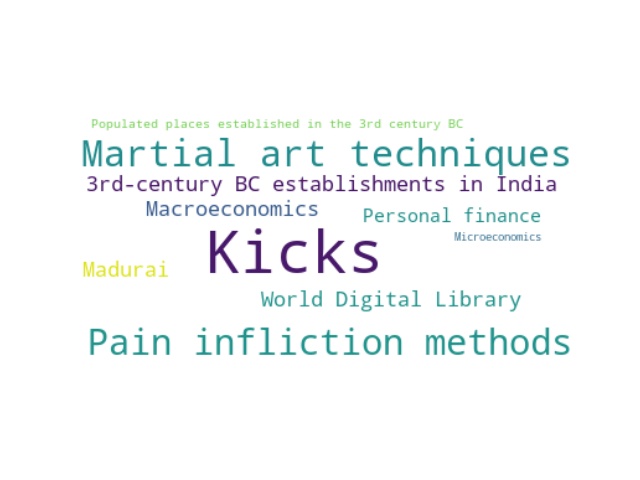 Populated places established in the 3rd century BC
Martial art techniques
3rd-century BC establishments in India
Macroeconomics
Personal finance
Kicks
Microeconomics
Madurai
World Digital Library
Pain infliction methods